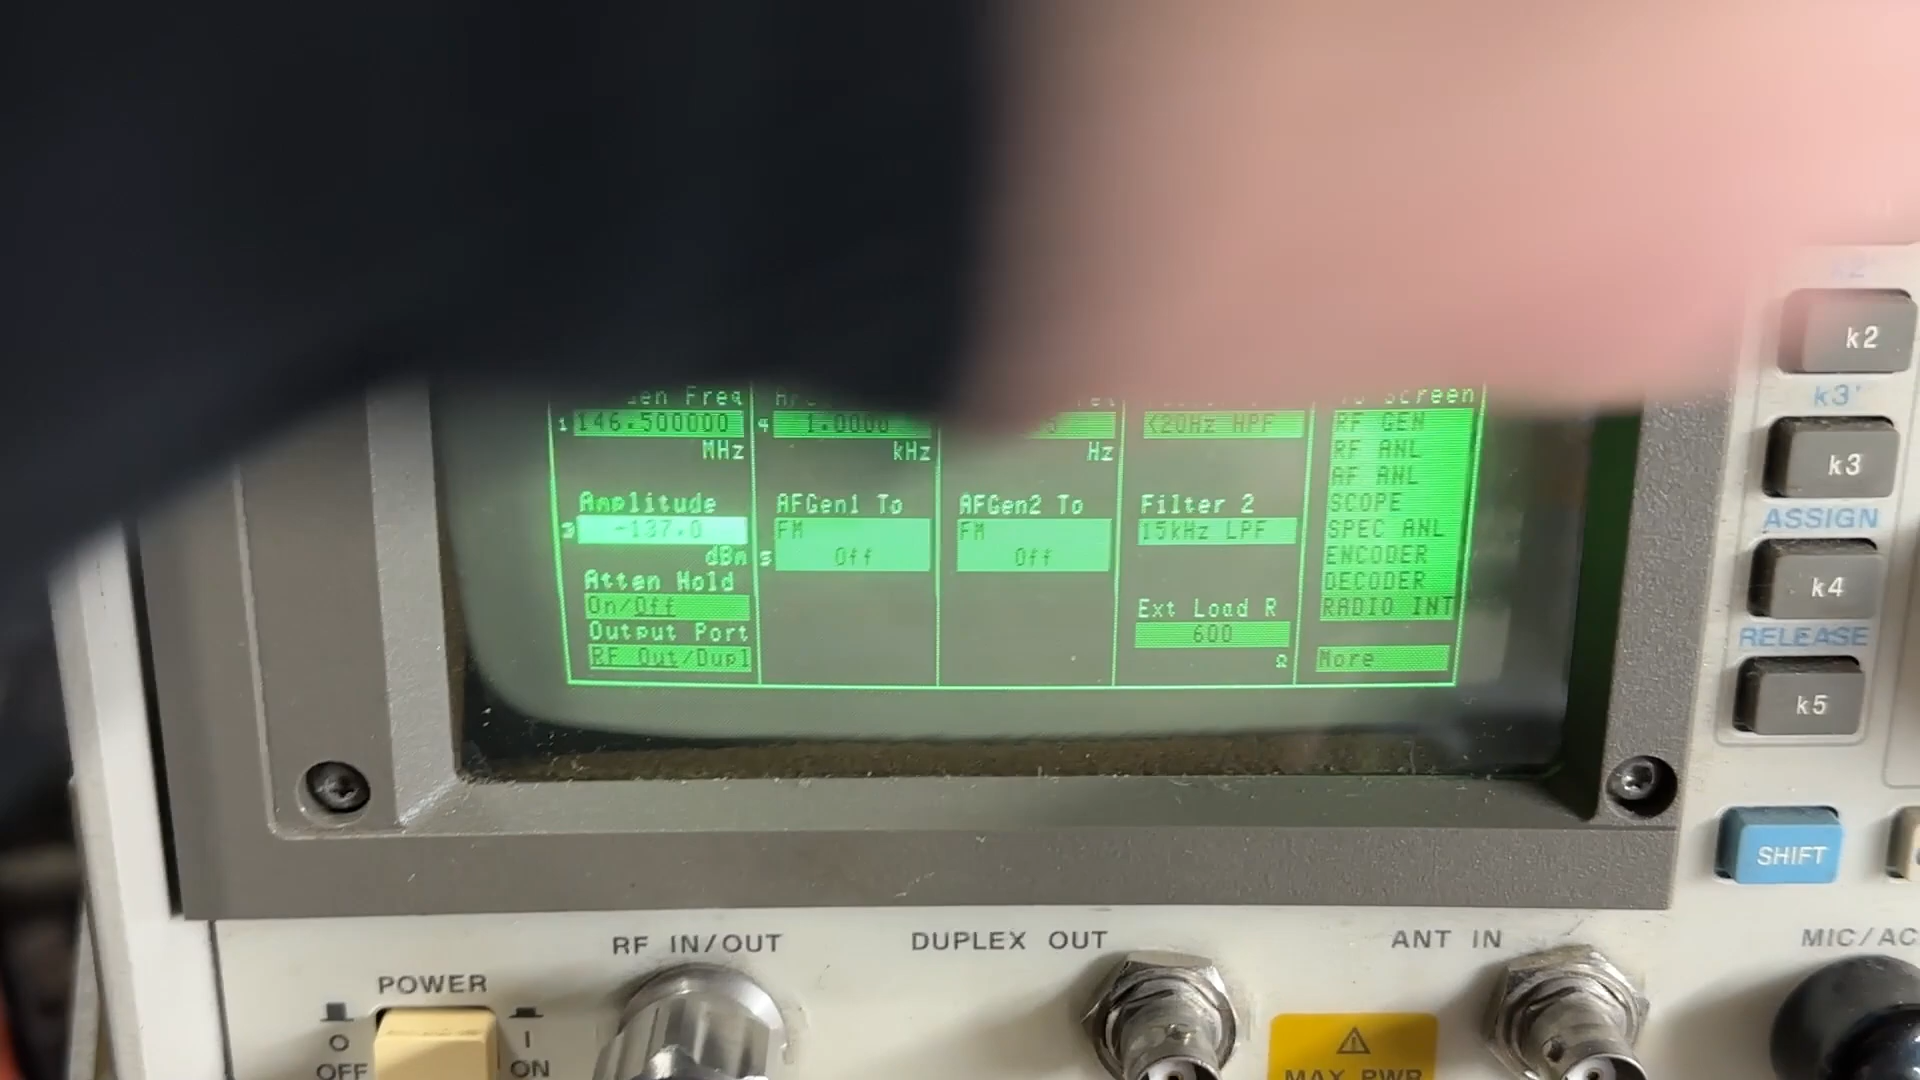 Freq
1 146.500000 4 1.0000 <20Hz HPF RF GEN
MHz kHz Hz RF ANL
AF ANL
Amplitude AFGen1 To AFGen2 To Filter 2 SCOPE
-137.0 FM FM 15kHz LPF SPEC ANL
dBm 5 Off Off ENCODER
Atten Hold DECODER
On/Off Ext Load R RADIO INT
Output Port 600
RF Out/Dupl Ω More
Screen
k2
k3'
k3
ASSIGN
k4
RELEASE
k5
SHIFT
RF IN/OUT DUPLEX OUT ANT IN MIC/AC
POWER
O I
OFF ON
MAX PWR